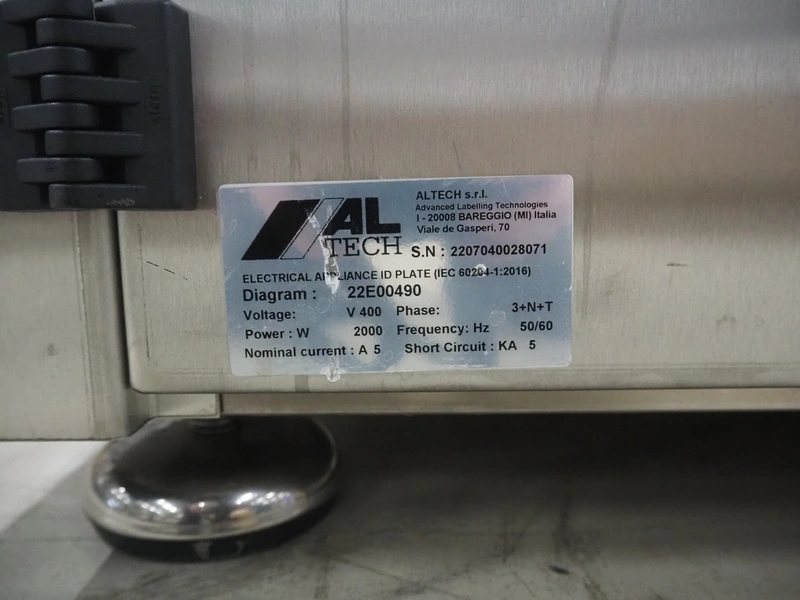 AL
TECH
ALTECH s.r.l.
Advanced Labelling Technologies
I - 20008 BAREGGIO (MI) Italia
Viale de Gasperi, 70
S.N : 2207040028071
ELECTRICAL APPLIANCE ID PLATE (IEC 60204-1:2016)
Diagram : 22E00490
Voltage: V 400 Phase: 3+N+T
Power : W 2000 Frequency: Hz 50/60
Nominal current : A 5 Short Circuit : KA 5